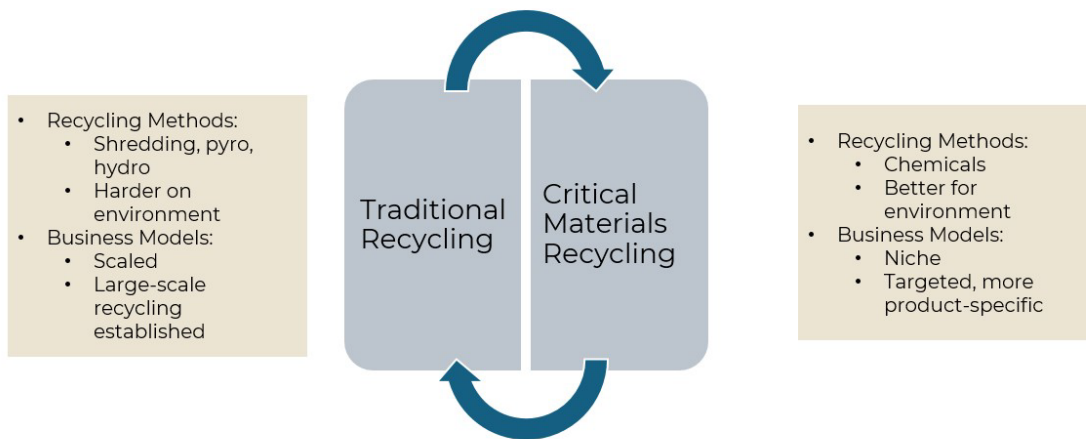 • Recycling Methods:
• Shredding, pyro,
hydro
• Harder on
environment
• Business Models:
• Scaled
• Large-scale
recycling
established
Traditional
Recycling
Critical
Materials
Recycling
• Recycling Methods:
• Chemicals
• Better for
environment
• Business Models:
• Niche
• Targeted, more
product-specific